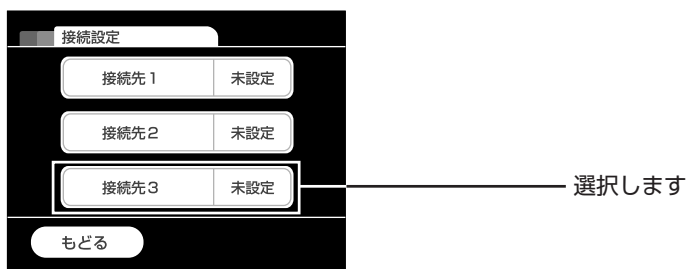 接続設定
接続先1 未設定
接続先2 未設定
接続先3 未設定
選択します
もどる